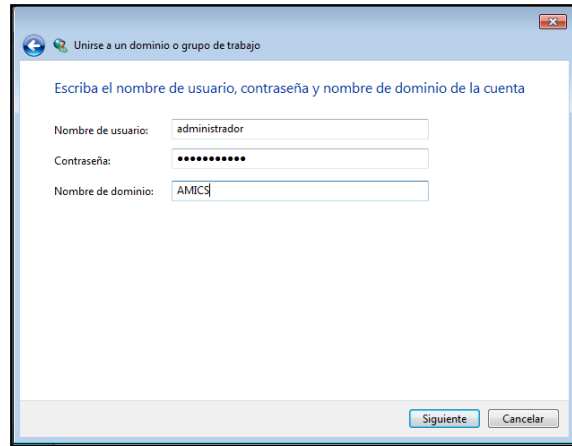 Unirse a un dominio o grupo de trabajo
Escriba el nombre de usuario, contraseña y nombre de dominio de la cuenta
Nombre de usuario: administrador
Contraseña: •••••••••••
Nombre de dominio: AMICS
Siguiente Cancelar